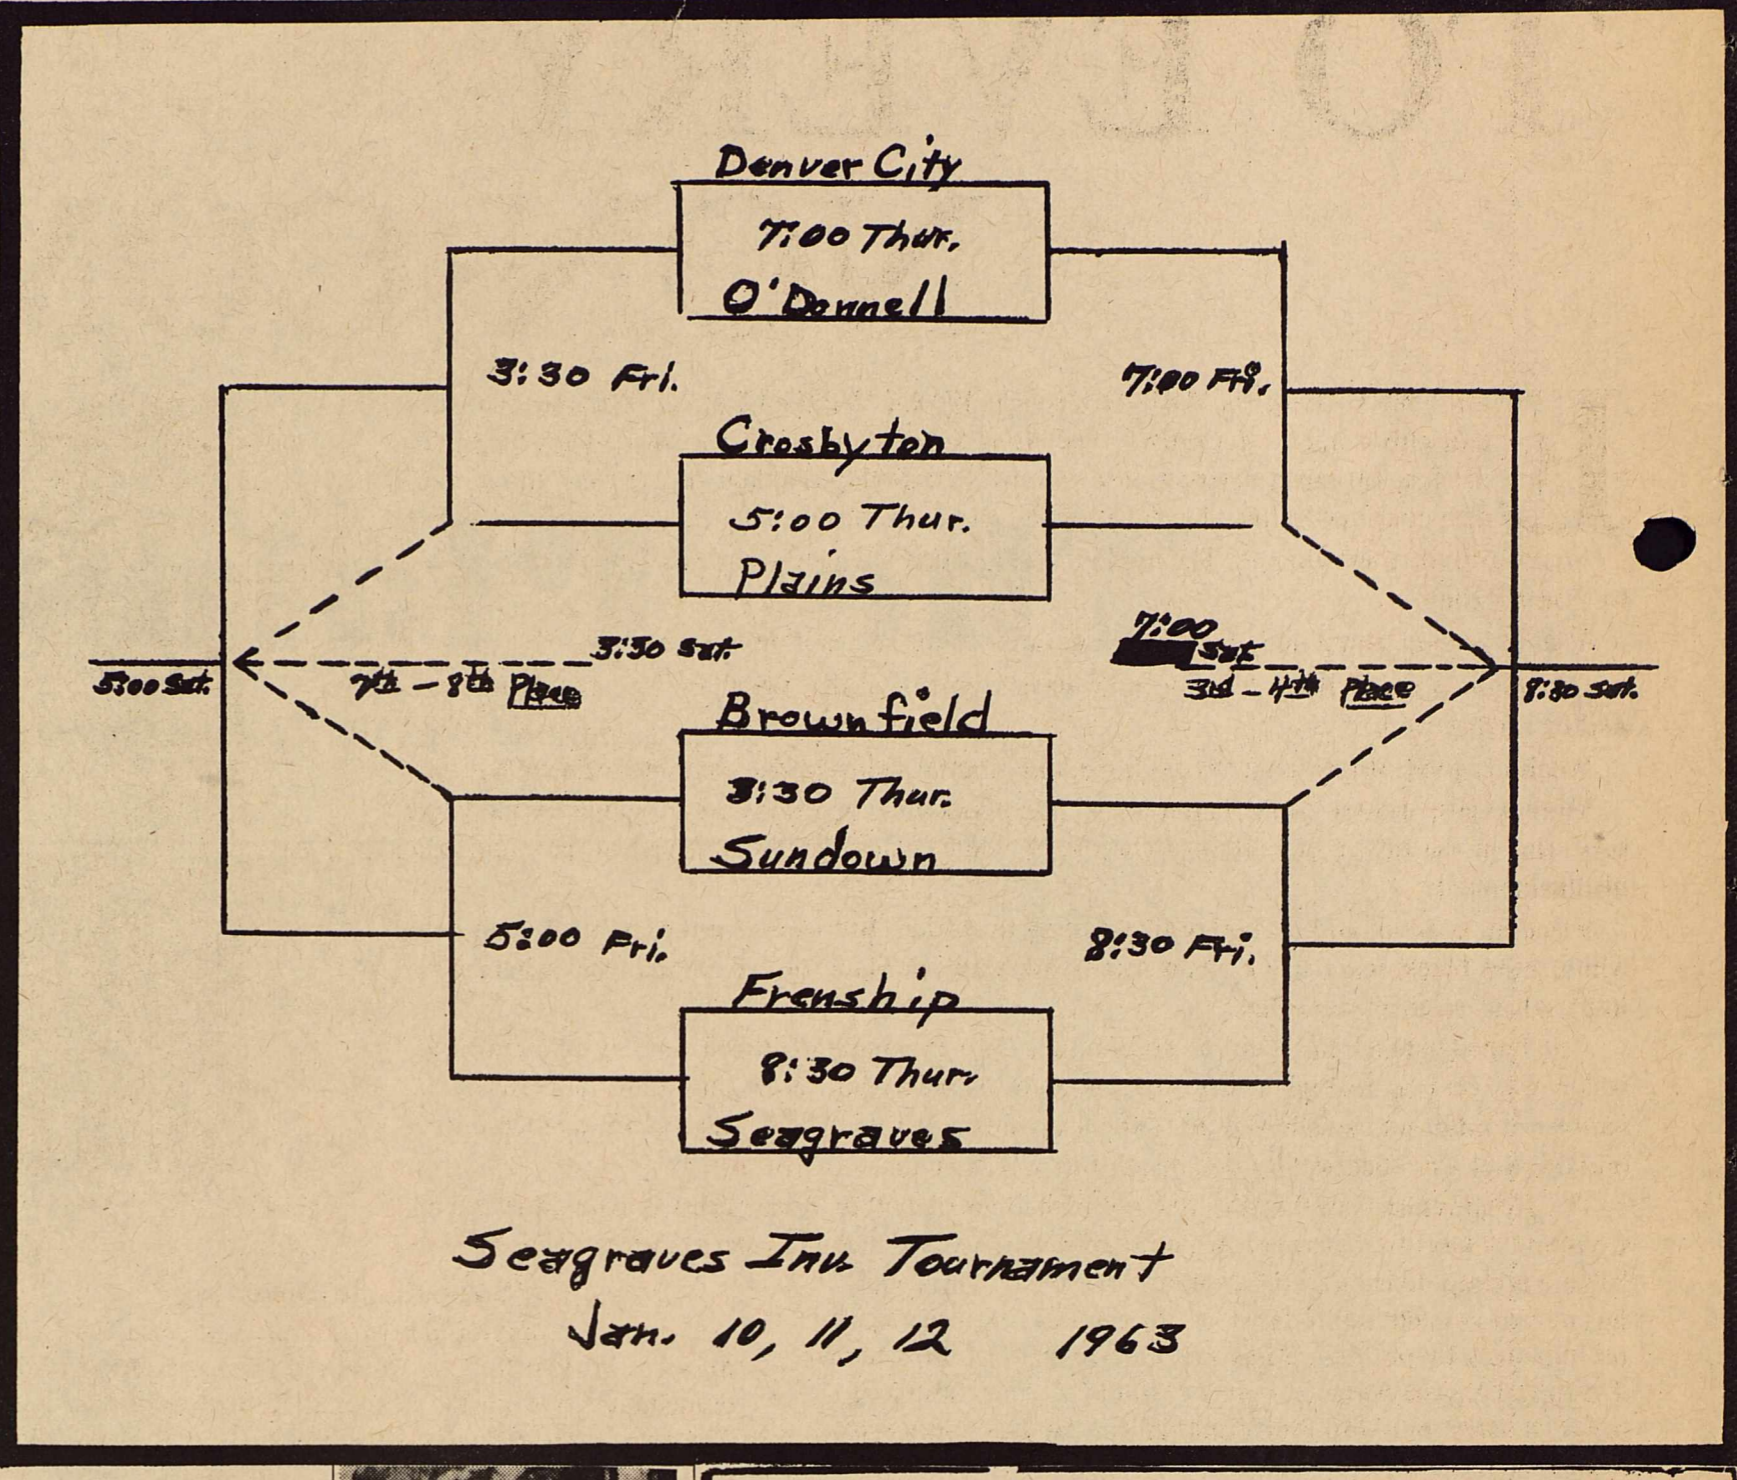 Denver City
7:00 Thur.
O'Donnell
3:30 Fri.
7:00 Fri.
Crosbyton
5:00 Thur.
Plains
7:00
3:30 Sat.
Sat.
5:00 Sat.
7th - 8th Place
3rd - 4th Place
8:30 Sat.
Brownfield
3:30 Thur.
Sundown
5:00 Fri.
8:30 Fri.
Frenship
8:30 Thur.
Seagraves
Seagraves Inv. Tournament
Jan. 10, 11, 12 1963